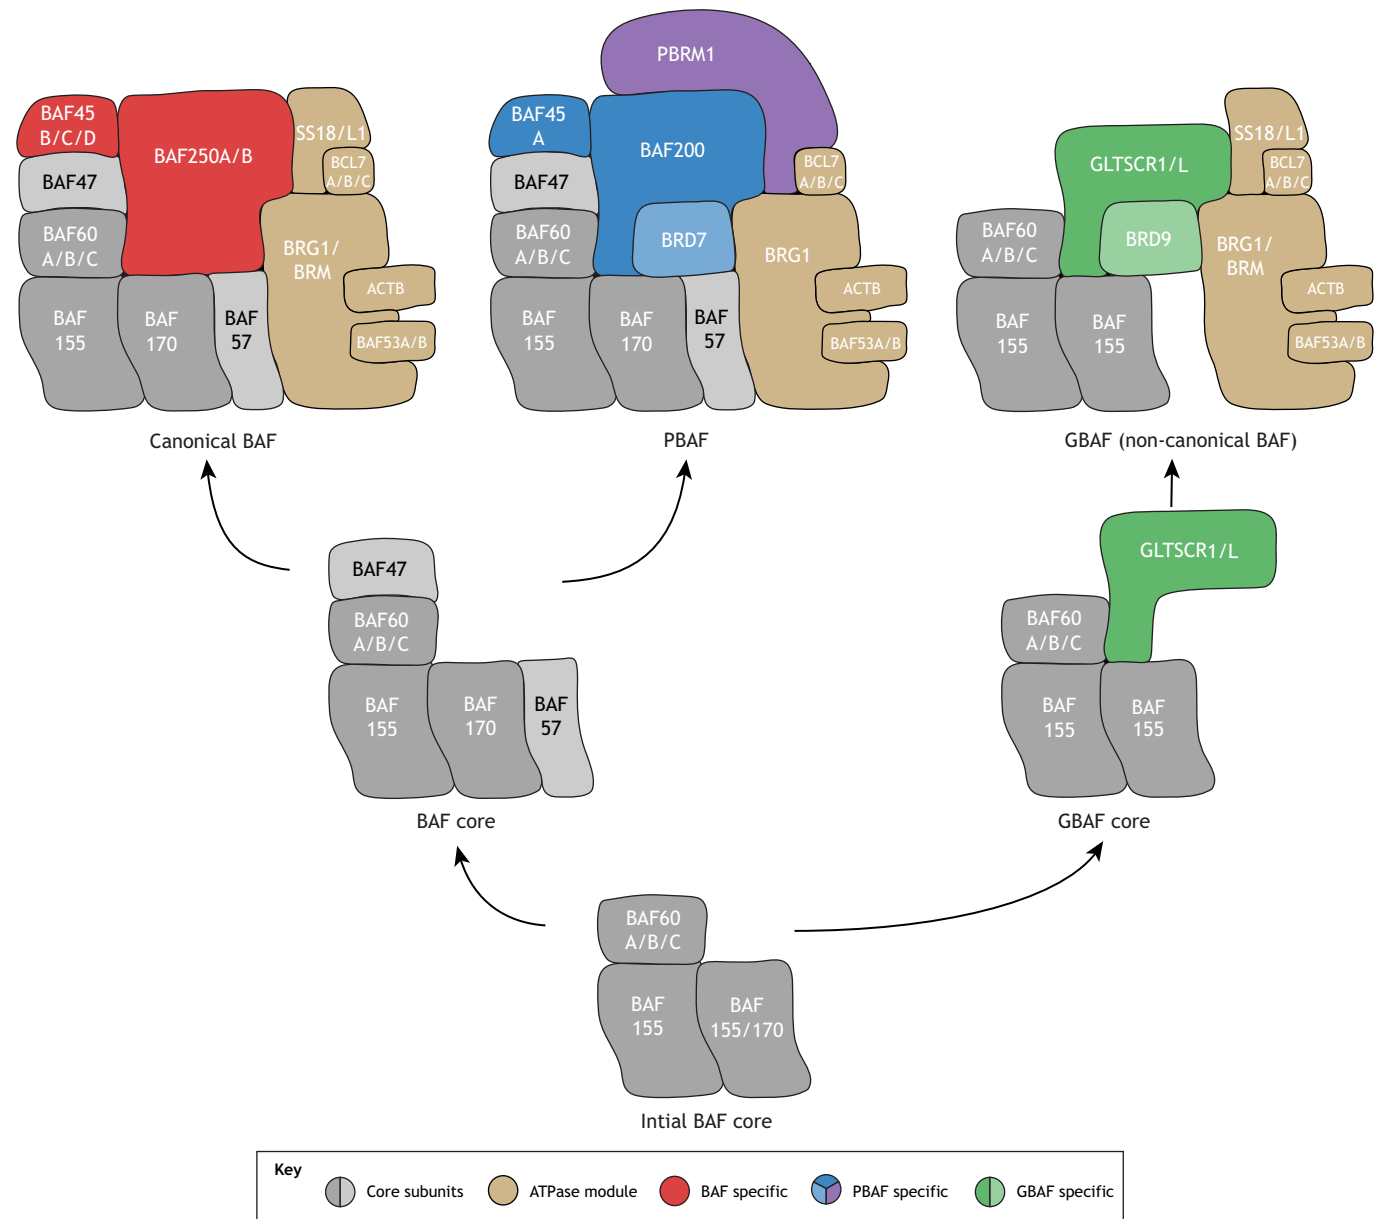 PBRM1
BAF45
B/C/D
BAF250A/B
SS18/L1
BCL7
A/B/C
BAF47
BAF60
A/B/C
BRG1/
BRM
ACTB
BAF53A/B
BAF
155
BAF
170
BAF
57
Canonical BAF
BAF45
A
BAF200
BCL7
A/B/C
BAF47
BAF60
A/B/C
BRD7
BRG1
ACTB
BAF53A/B
BAF
155
BAF
170
BAF
57
PBAF
SS18/L1
BCL7
A/B/C
GLTSCR1/L
BAF60
A/B/C
BRD9
BRG1/
BRM
ACTB
BAF53A/B
BAF
155
BAF
155
GBAF (non-canonical BAF)
BAF47
BAF60
A/B/C
BAF
155
BAF
170
BAF
57
BAF core
GLTSCR1/L
BAF60
A/B/C
BAF
155
BAF
155
GBAF core
BAF60
A/B/C
BAF
155
BAF
155/170
Intial BAF core
Key
Core subunits
ATPase module
BAF specific
PBAF specific
GBAF specific